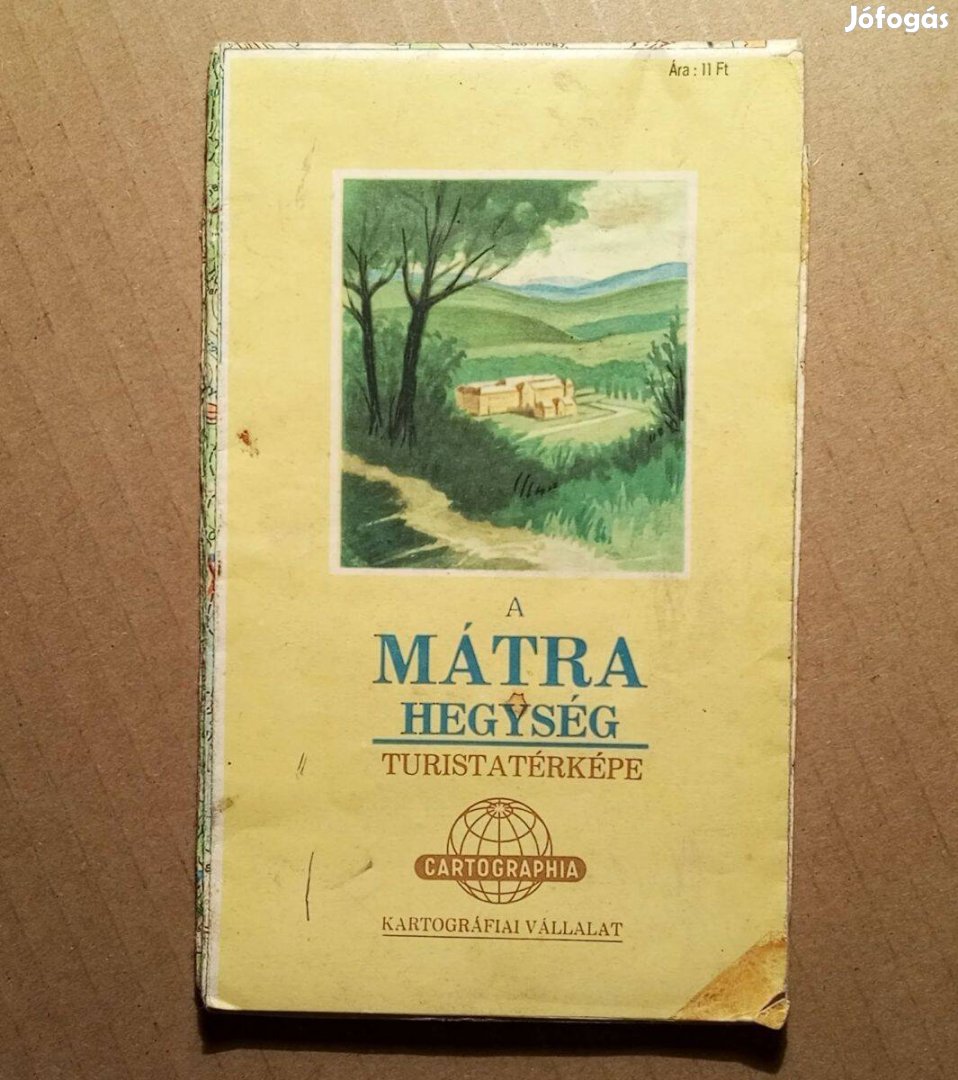 Jófogás
Ára : 11 Ft
A
MÁTRA
HEGYSÉG
TURISTATÉRKÉPE
CARTOGRAPHIA
KARTOGRÁFIAI VÁLLALAT